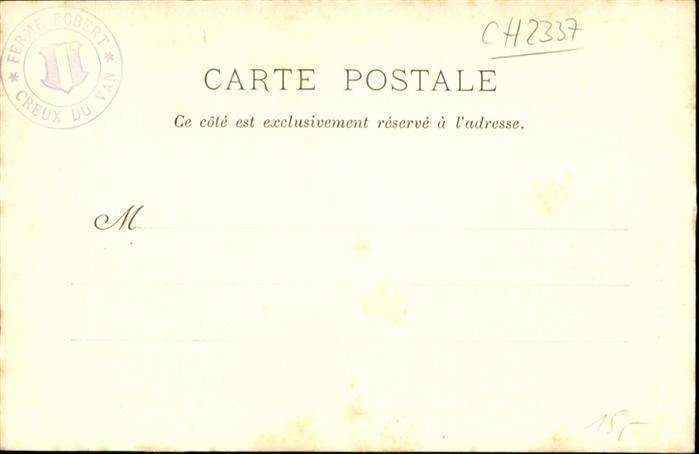 * FERME ROBERT *
CREUX DU VAN
CH2337
CARTE POSTALE
Ce côté est exclusivement réservé à l'adresse.
M
15,-